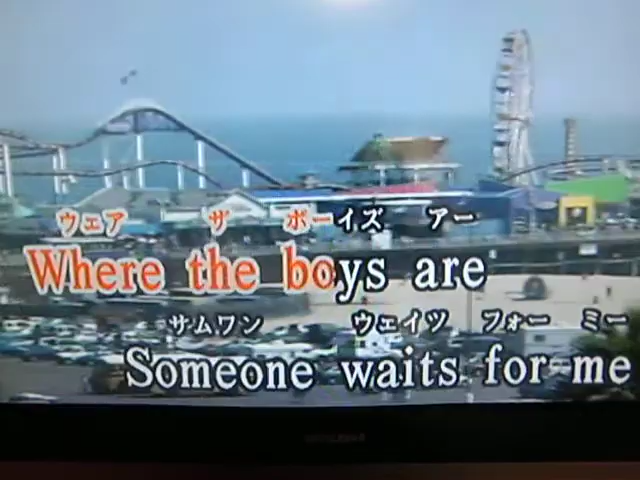 ウェア ザ ボーイズ アー
Where the boys are
サムワン ウェイツ フォー ミー
Someone waits for me